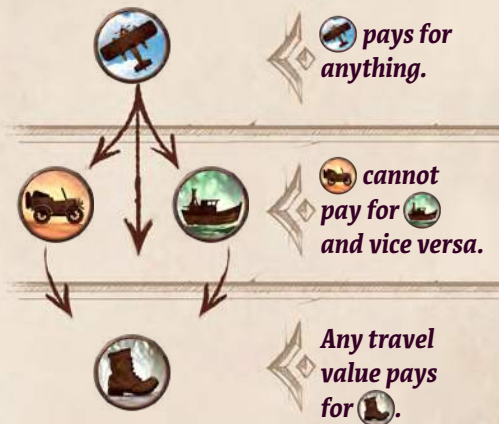 pays for
anything.
cannot
pay for
and vice versa.
Any travel
value pays
for .